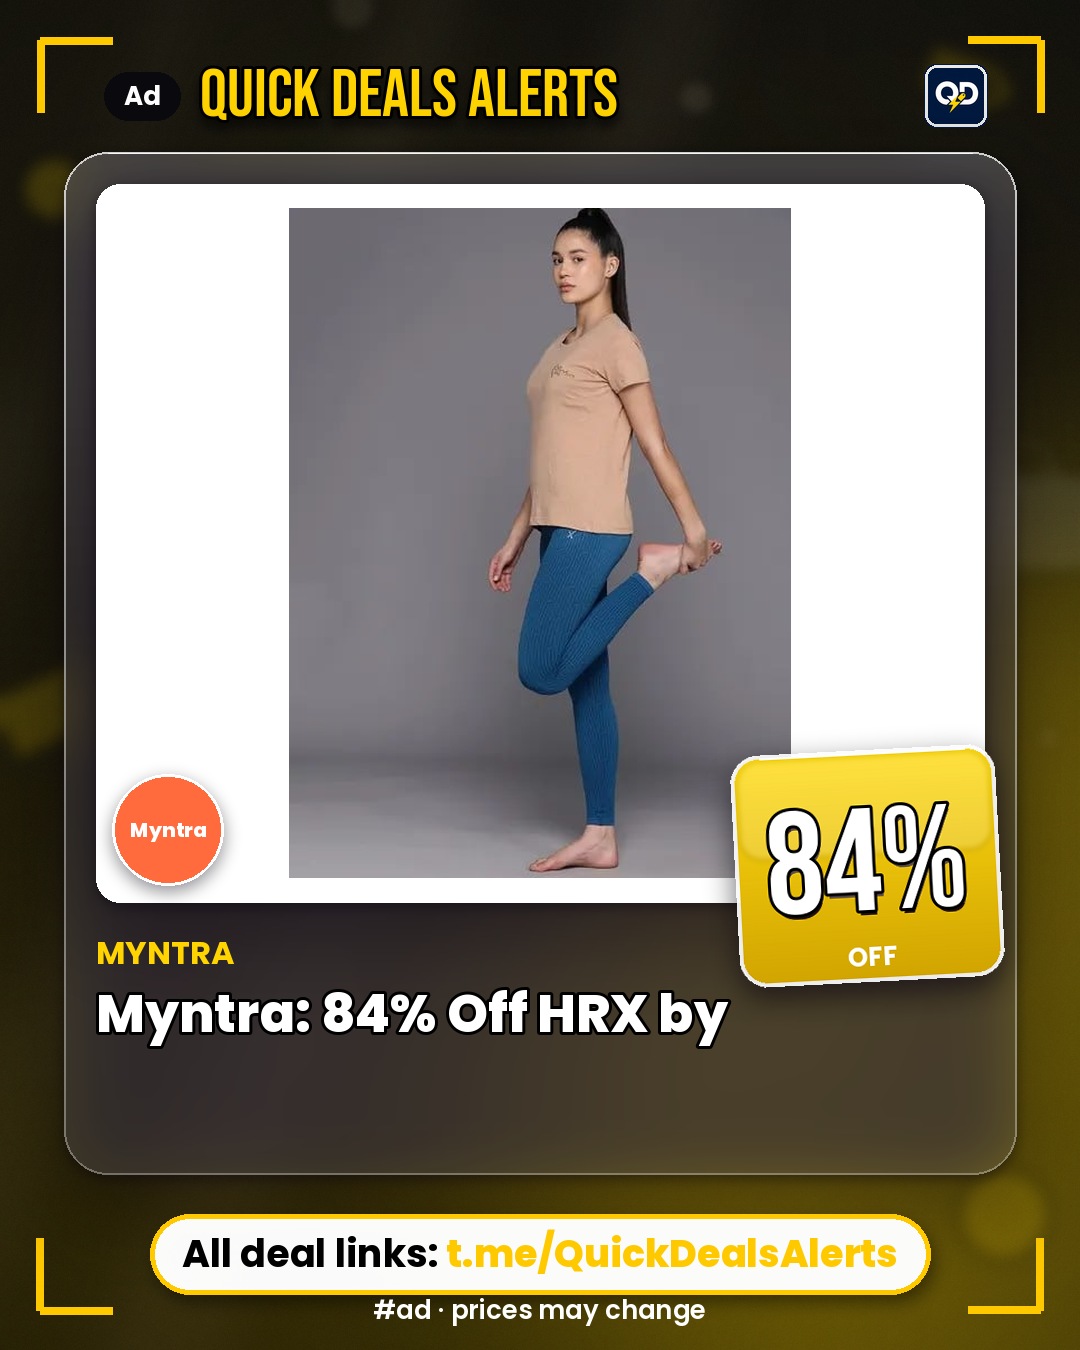 Ad
QUICK DEALS ALERTS
QD
Myntra
84%
OFF
MYNTRA
Myntra: 84% Off HRX by
All deal links: t.me/QuickDealsAlerts
#ad · prices may change